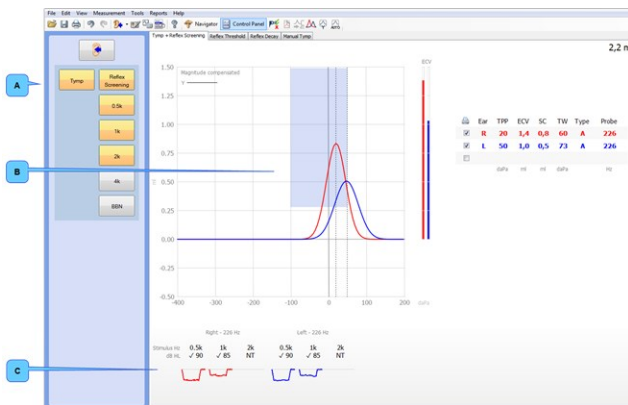 File Edit View Measurement Tools Reports Help
Navigator Control Panel
Tymp + Reflex Screening Reflex Threshold Reflex Decay Manual Tymp
2,2 m
A
Tymp
Reflex
Screening
0.5k
1k
2k
4k
BBN
B
C
1.50
1.25
1.00
0.75
0.50
0.25
0.00
-0.25
-0.50
Magnitude compensated
Y
-400 -300 -200 -100 0 100 200 daPa
ECV
Ear TPP ECV SC TW Type Probe
R 20 1,4 0,8 60 A 226
L 50 1,0 0,5 73 A 226
daPa ml ml daPa Hz
Right - 226 Hz Left - 226 Hz
Stimulus Hz 0.5k 1k 2k 0.5k 1k 2k
dB HL ✓ 90 ✓ 85 NT ✓ 90 ✓ 85 NT